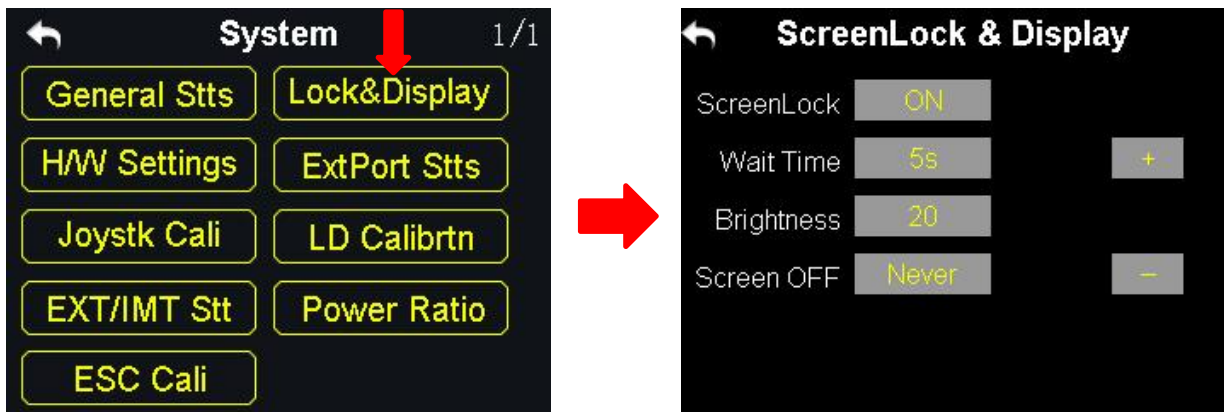 System 1/1
General Stts Lock&Display
H/W Settings ExtPort Stts
Joystk Cali LD Calibrtn
EXT/IMT Stt Power Ratio
ESC Cali
ScreenLock & Display
ScreenLock ON
Wait Time 5s +
Brightness 20
Screen OFF Never −